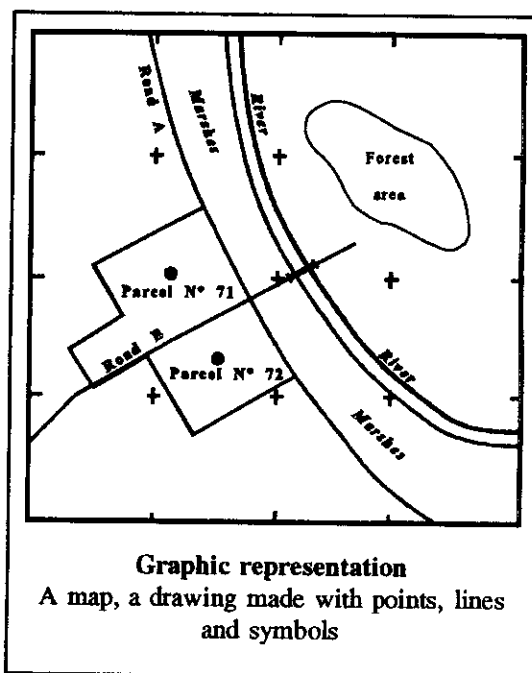 Road A
Marshes
River
Forest
area
Parcel N° 71
Road B
Parcel N° 72
River
Marshes
Graphic representation
A map, a drawing made with points, lines
and symbols